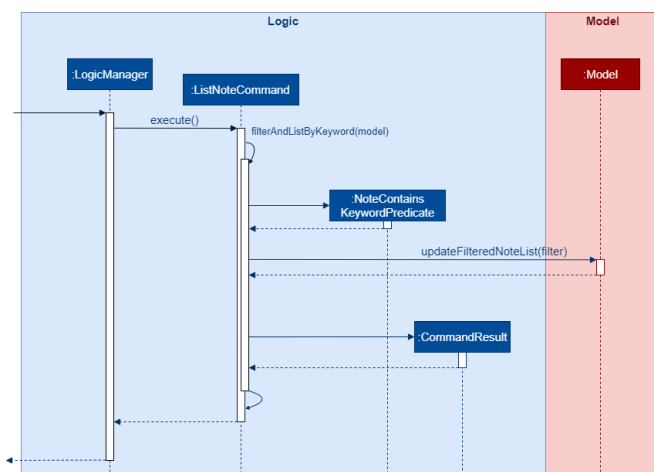 Logic
Model
:LogicManager
:ListNoteCommand
:Model
execute()
filterAndListByKeyword(model)
:NoteContains
KeywordPredicate
updateFilteredNoteList(filter)
:CommandResult